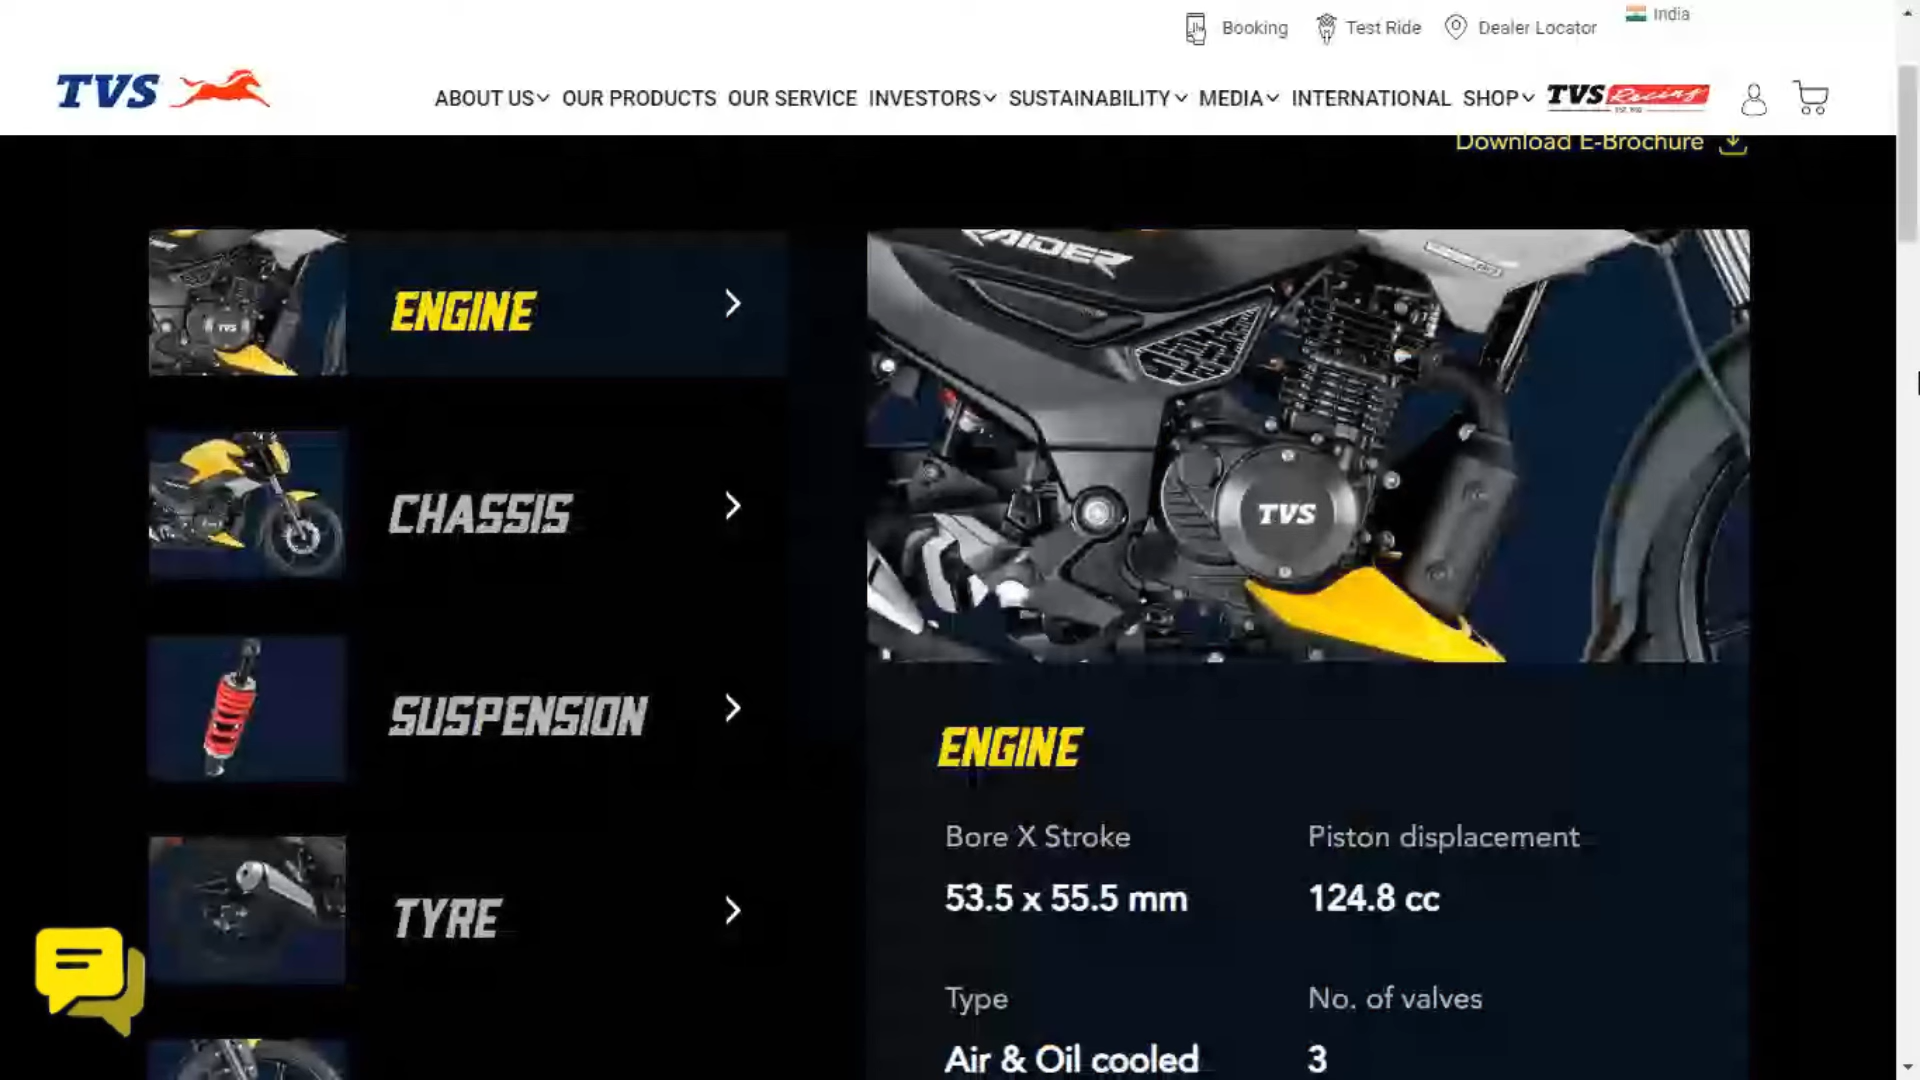 Booking
Test Ride
Dealer Locator
India
TVS
ABOUT US
OUR PRODUCTS
OUR SERVICE
INVESTORS
SUSTAINABILITY
MEDIA
INTERNATIONAL
SHOP
TVS Racing
Download E-Brochure
ENGINE
CHASSIS
SUSPENSION
TYRE
RAIDER
TVS
TVS
ENGINE
Bore X Stroke
Piston displacement
53.5 x 55.5 mm
124.8 cc
Type
No. of valves
Air & Oil cooled
3